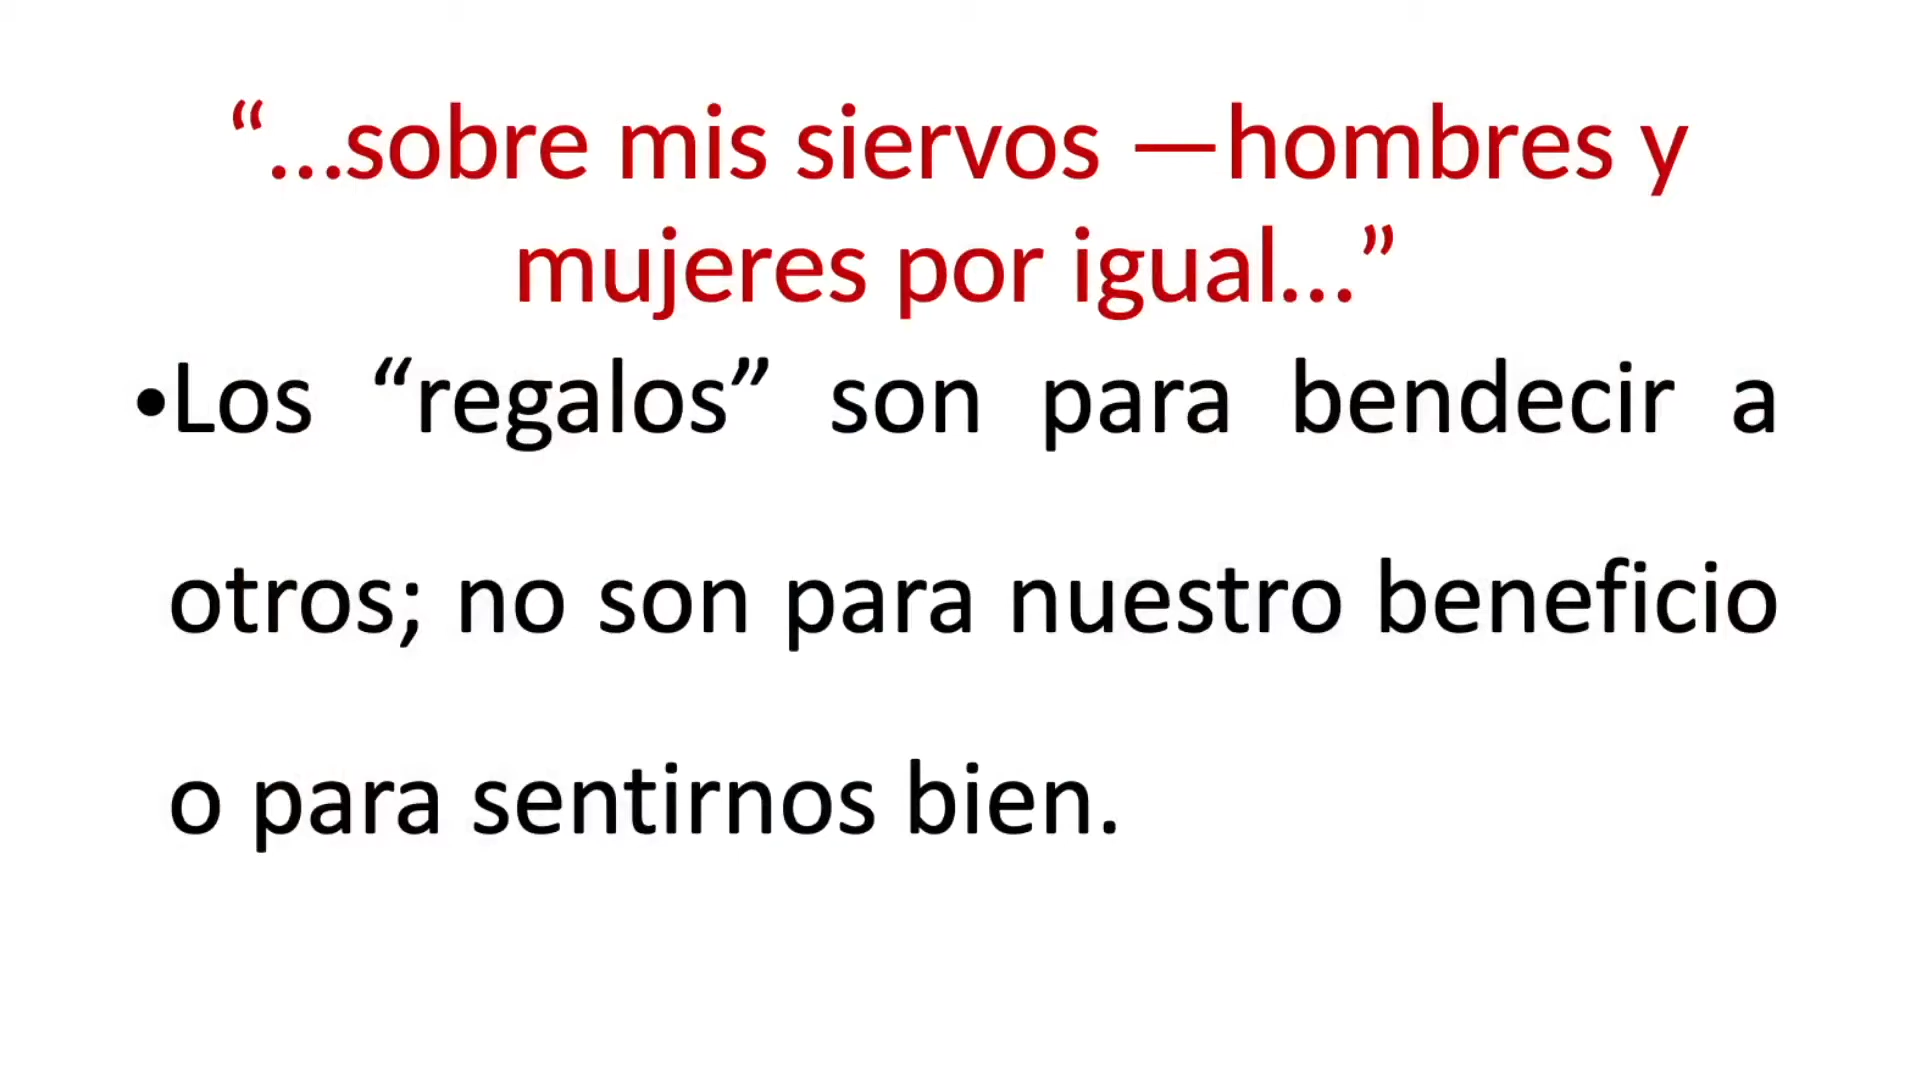 “…sobre mis siervos —hombres y
mujeres por igual…”
•Los “regalos” son para bendecir a
otros; no son para nuestro beneficio
o para sentirnos bien.